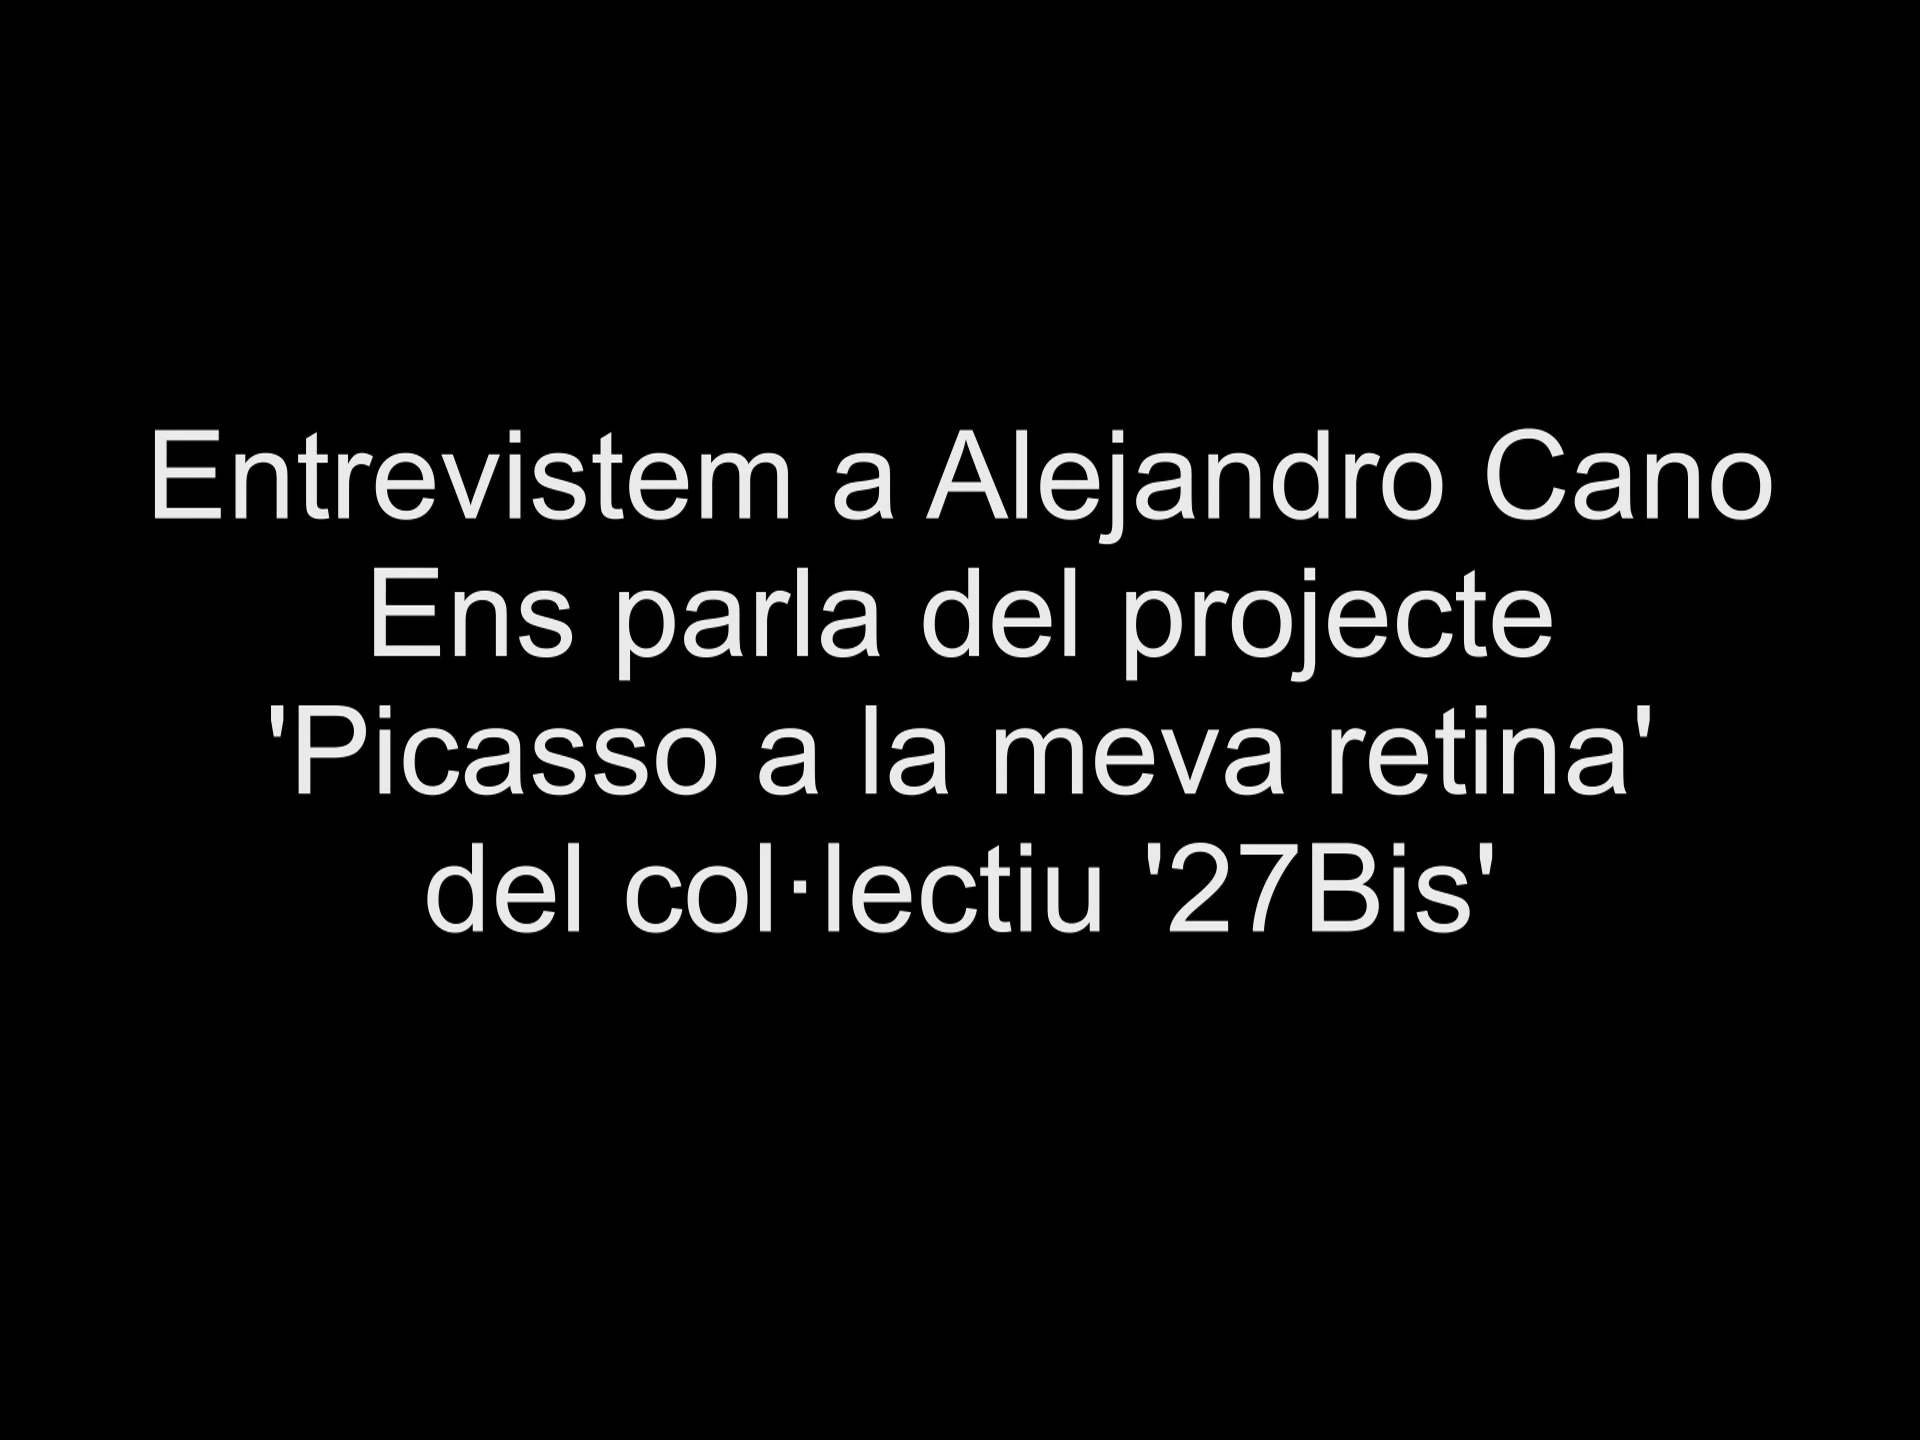 Entrevistem a Alejandro Cano
Ens parla del projecte
'Picasso a la meva retina'
del col·lectiu '27Bis'